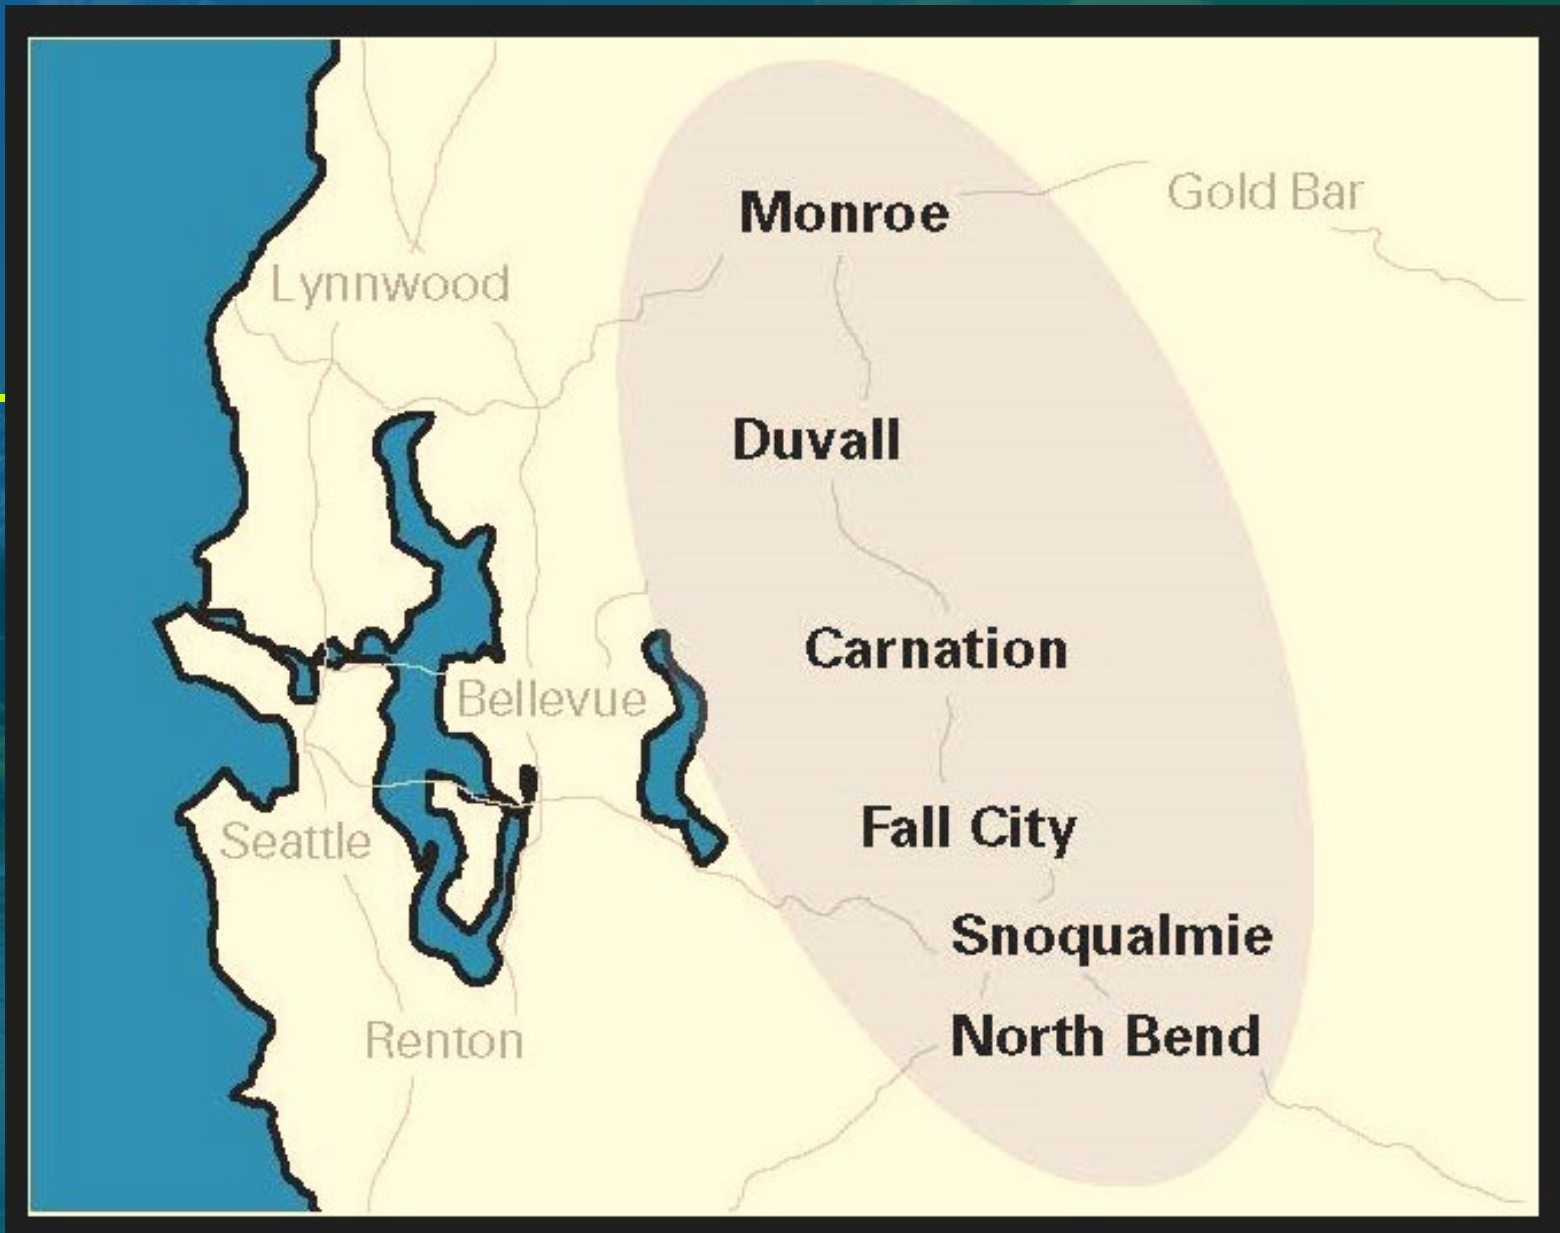 Gold Bar
Monroe
Lynnwood
Duvall
Carnation
Bellevue
Fall City
Seattle
Snoqualmie
North Bend
Renton